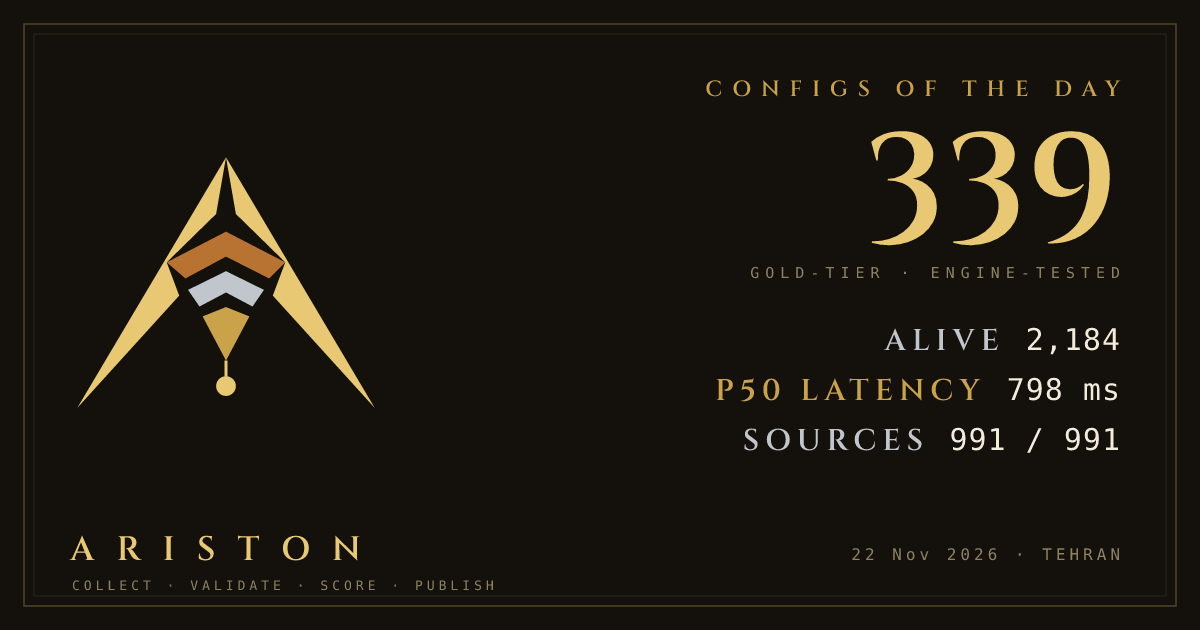 CONFIGS OF THE DAY
339
GOLD-TIER · ENGINE-TESTED
ALIVE 2,184
P50 LATENCY 798 ms
SOURCES 991 / 991
ARISTON
COLLECT · VALIDATE · SCORE · PUBLISH
22 Nov 2026 · TEHRAN